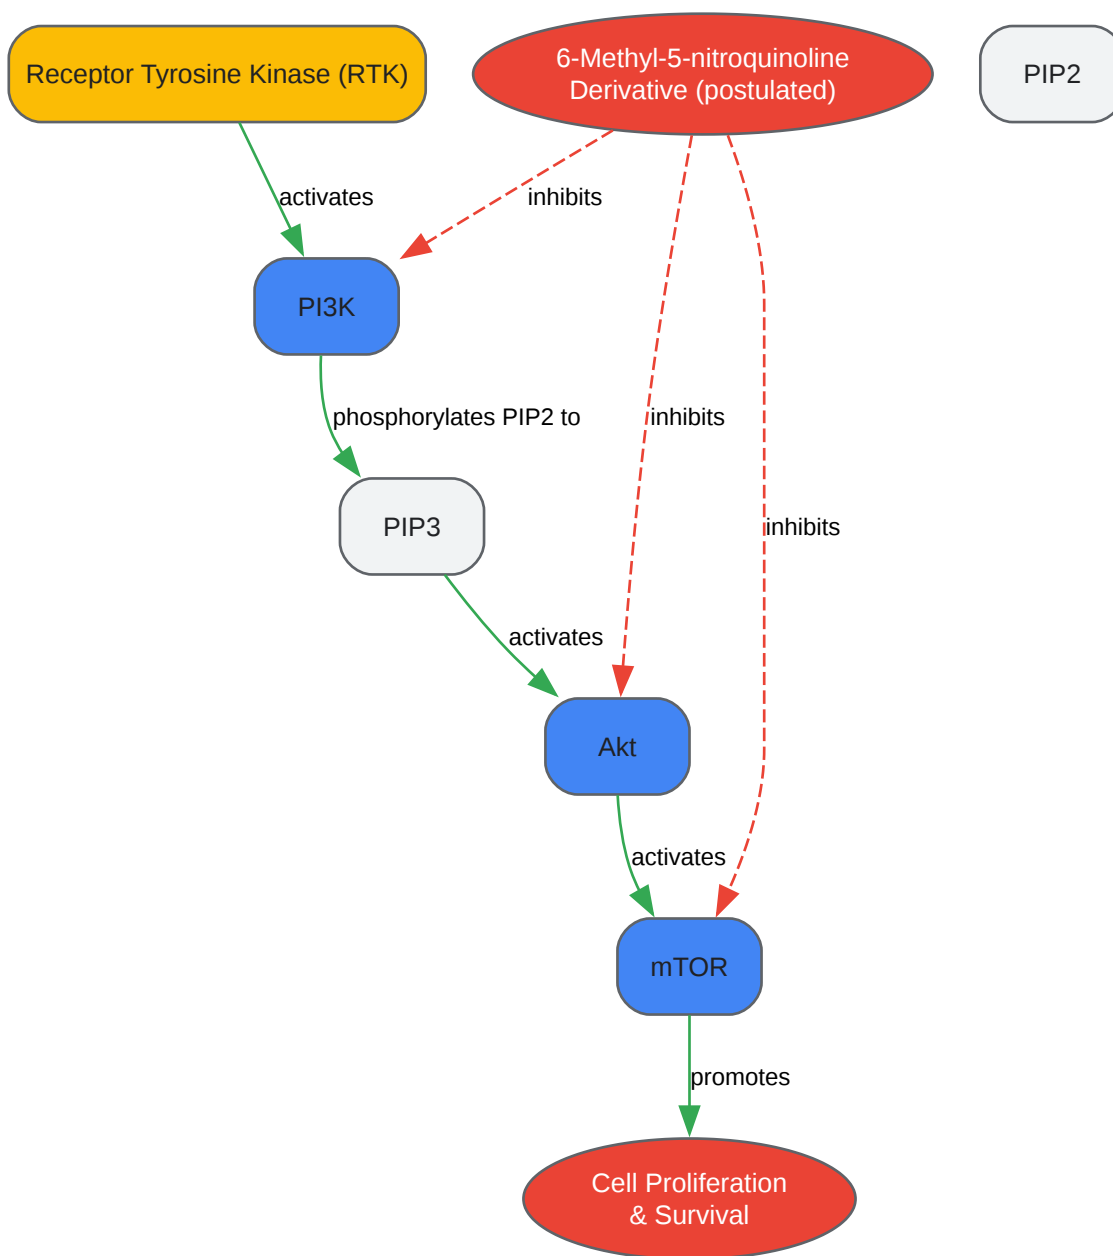 Receptor Tyrosine Kinase (RTK)
6-Methyl-5-nitroquinoline
Derivative (postulated)
PIP2
activates
inhibits
PI3K
phosphorylates PIP2 to
inhibits
PIP3
inhibits
activates
Akt
activates
mTOR
promotes
Cell Proliferation
& Survival